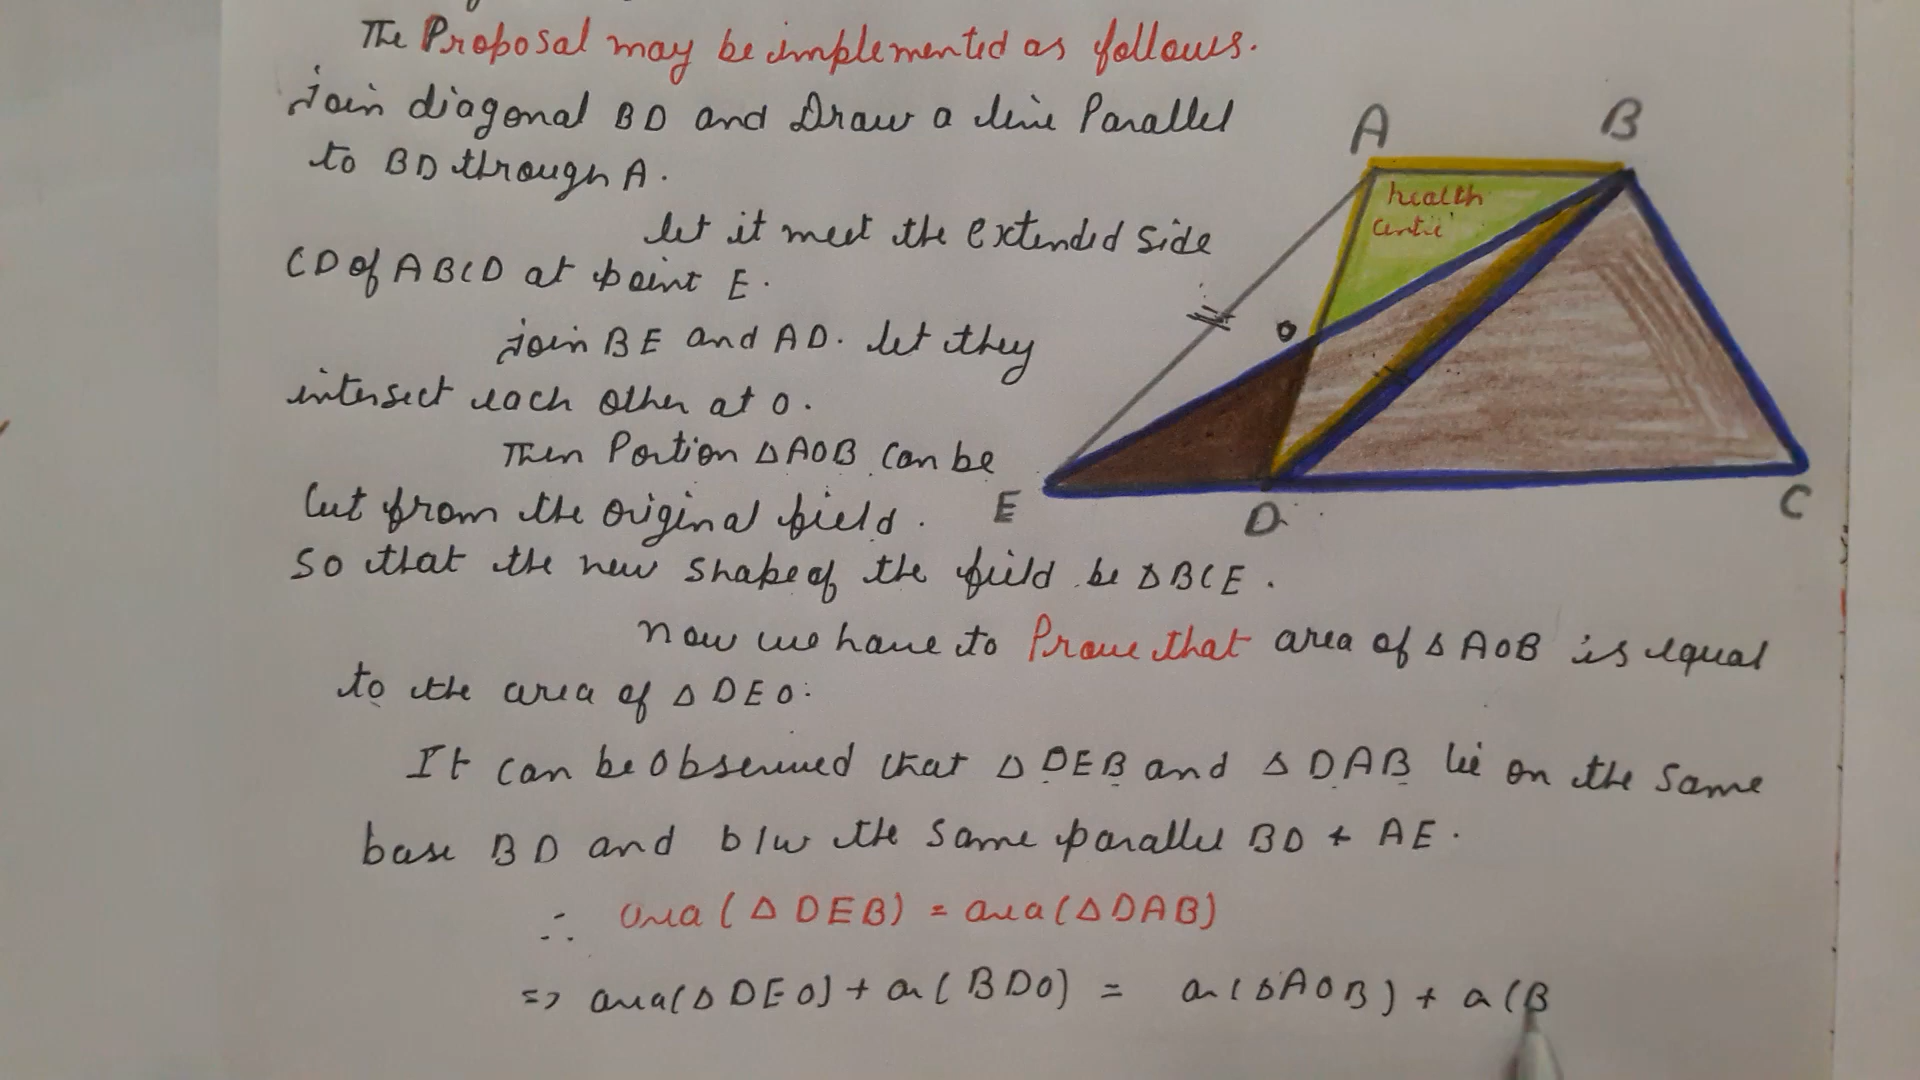 The Proposal may be implemented as follows.
Join diagonal BD and Draw a line Parallel
to BD through A.
let it meet the extended side
CD of ABCD at point E.
join BE and AD. let they
intersect each other at O.
Then Portion △AOB can be
Cut from the original field.
So that the new shape of the field be △BCE.
now we have to Prove that area of △AOB is equal
to the area of △DEO.
It can be observed that △DEB and △DAB lie on the same
base BD and b/w the same parallel BD + AE.
∴ area (△DEB) = area (△DAB)
=> area(△DEO) + ar(BDO) = ar(△AOB) + a(B
A
B
health
centre
O
E
D
C